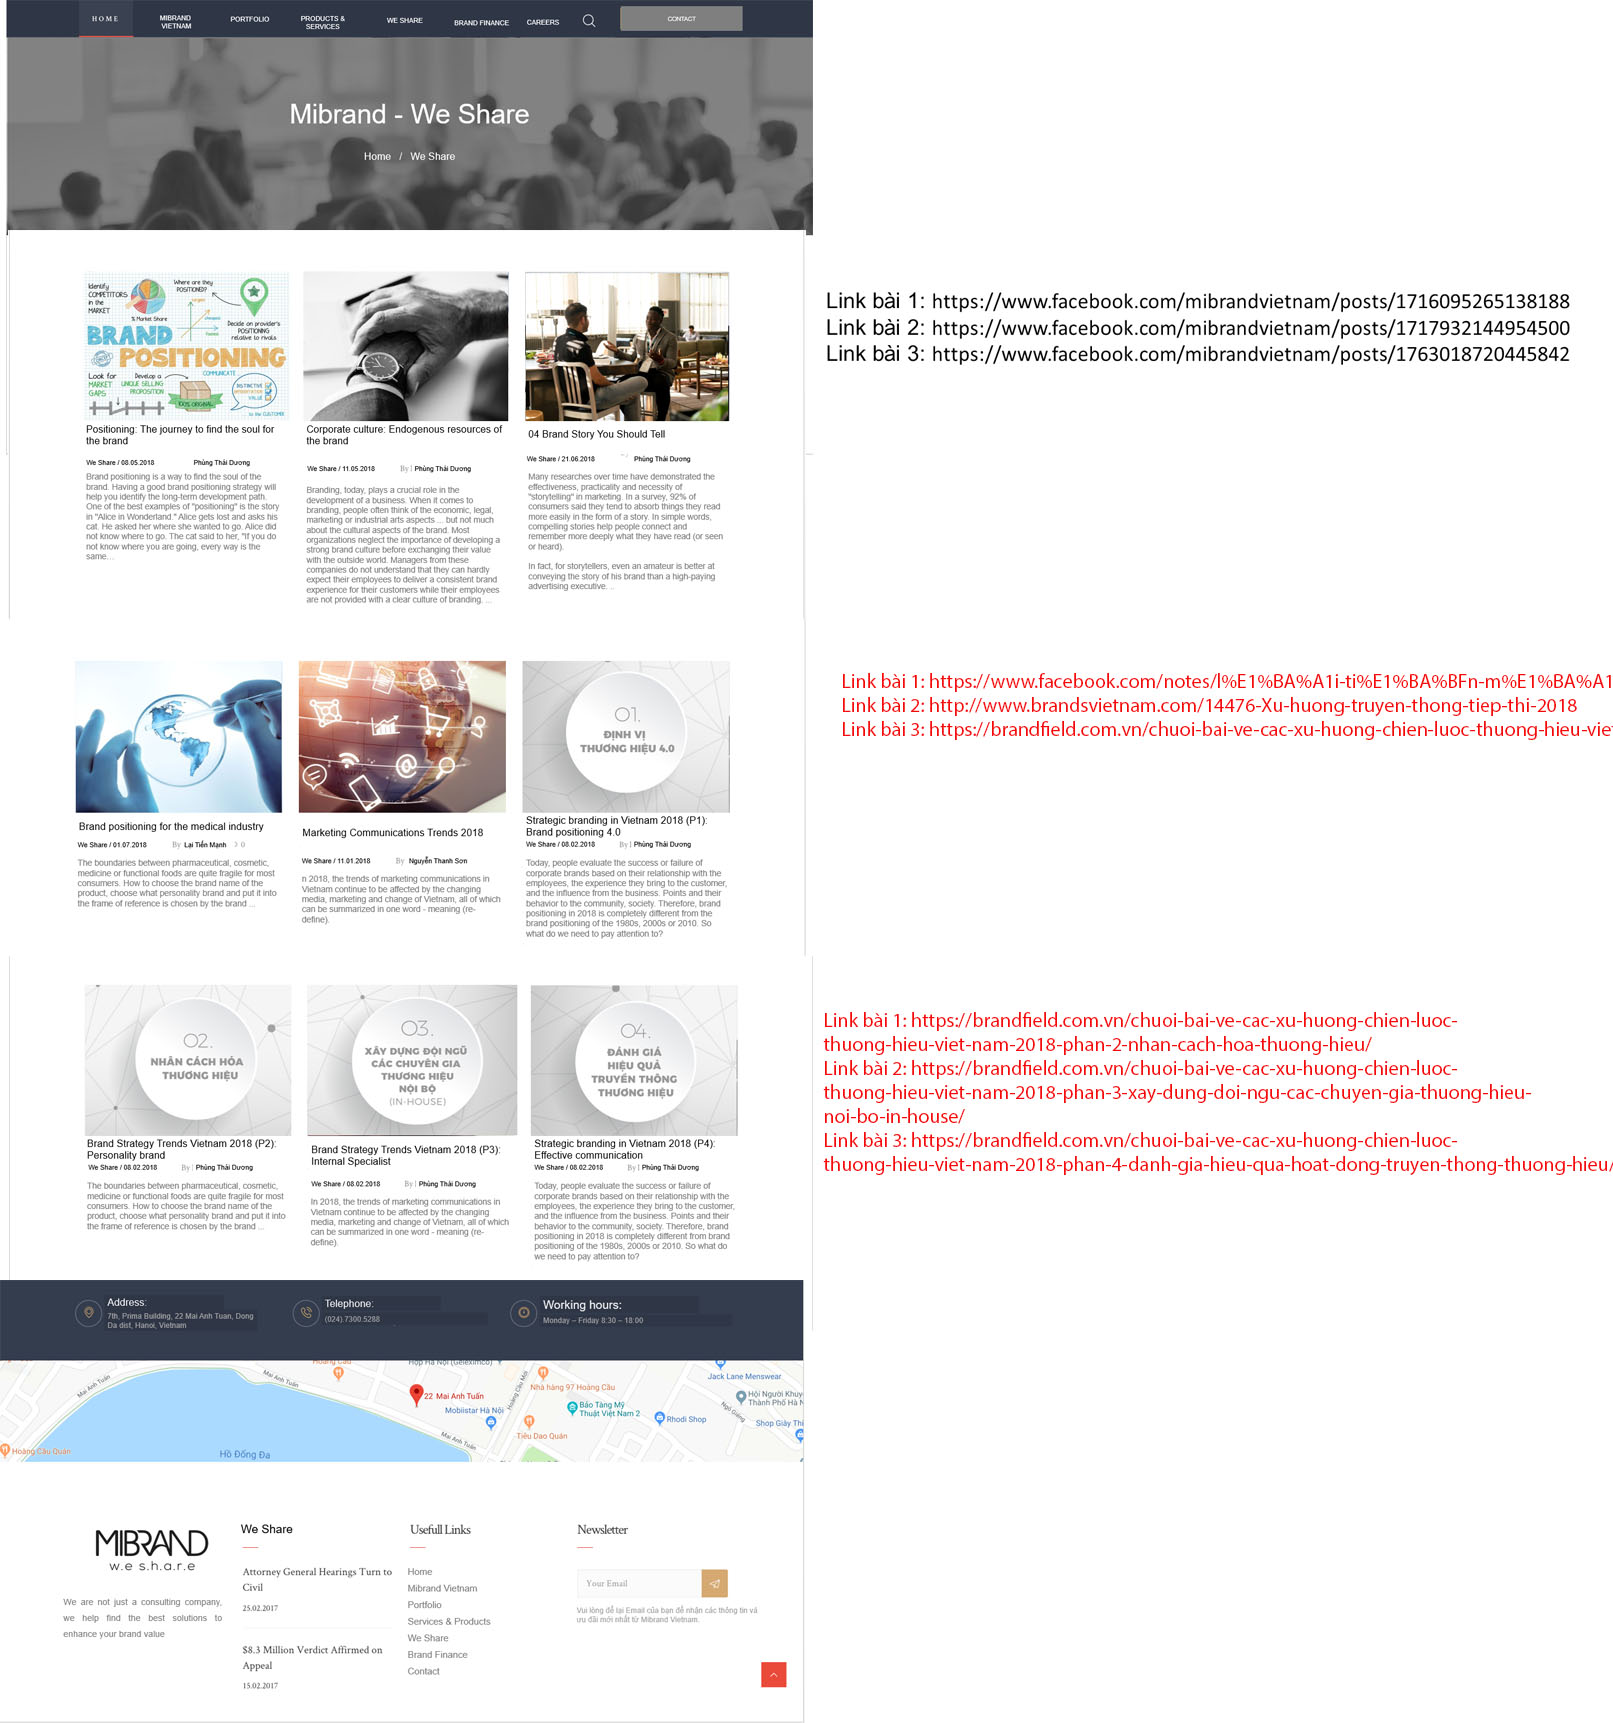 HOME
MIBRAND
VIETNAM
PORTFOLIO
PRODUCTS &
SERVICES
WE SHARE
BRAND FINANCE
CAREERS
CONTACT
Mibrand - We Share
Home / We Share
Identify
COMPETITORS
in the
MARKET
% Market Share
Where are they
POSITIONED?
Decide on provider's
POSITIONING
relative to rivals
BRAND
POSITIONING
COMMUNICATE
Look for
MARKET
GAPS
Develop a
UNIQUE SELLING
PROPOSITION
100% ORIGINAL
DISTINCTIVE
VALUE
to the CUSTOMER
Positioning: The journey to find the soul for
the brand
We Share / 08.05.2018 Phùng Thái Dương
Brand positioning is a way to find the soul of the
brand. Having a good brand positioning strategy will
help you identify the long-term development path.
One of the best examples of "positioning" is the story
in "Alice in Wonderland." Alice gets lost and asks his
cat. He asked her where she wanted to go. Alice did
not know where to go. The cat said to her, "If you do
not know where you are going, every way is the
same...
Corporate culture: Endogenous resources of
the brand
We Share / 11.05.2018 By | Phùng Thái Dương
Branding, today, plays a crucial role in the
development of a business. When it comes to
branding, people often think of the economic, legal,
marketing or industrial arts aspects ... but not much
about the cultural aspects of the brand. Most
organizations neglect the importance of developing a
strong brand culture before exchanging their value
with the outside world. Managers from these
companies do not understand that they can hardly
expect their employees to deliver a consistent brand
experience for their customers while their employees
are not provided with a clear culture of branding. ...
04 Brand Story You Should Tell
We Share / 21.06.2018 Phùng Thái Dương
Many researches over time have demonstrated the
effectiveness, practicality and necessity of
"storytelling" in marketing. In a survey, 92% of
consumers said they tend to absorb things they read
more easily in the form of a story. In simple words,
compelling stories help people connect and
remember more deeply what they have read (or seen
or heard).
In fact, for storytellers, even an amateur is better at
conveying the story of his brand than a high-paying
advertising executive. ..
Link bài 1: https://www.facebook.com/mibrandvietnam/posts/1716095265138188
Link bài 2: https://www.facebook.com/mibrandvietnam/posts/1717932144954500
Link bài 3: https://www.facebook.com/mibrandvietnam/posts/1763018720445842
Brand positioning for the medical industry
We Share / 01.07.2018 By Lại Tiến Mạnh 0
The boundaries between pharmaceutical, cosmetic,
medicine or functional foods are quite fragile for most
consumers. How to choose the brand name of the
product, choose what personality brand and put it into
the frame of reference is chosen by the brand ...
Marketing Communications Trends 2018
We Share / 11.01.2018 By Nguyễn Thanh Sơn
n 2018, the trends of marketing communications in
Vietnam continue to be affected by the changing
media, marketing and change of Vietnam, all of which
can be summarized in one word - meaning (re-
define).
01.
ĐỊNH VỊ
THƯƠNG HIỆU 4.0
Strategic branding in Vietnam 2018 (P1):
Brand positioning 4.0
We Share / 08.02.2018 By | Phùng Thái Dương
Today, people evaluate the success or failure of
corporate brands based on their relationship with the
employees, the experience they bring to the customer,
and the influence from the business. Points and their
behavior to the community, society. Therefore, brand
positioning in 2018 is completely different from the
brand positioning of the 1980s, 2000s or 2010. So
what do we need to pay attention to?
Link bài 1: https://www.facebook.com/notes/l%E1%BA%A1i-ti%E1%BA%BFn-m%E1%BA%A1
Link bài 2: http://www.brandsvietnam.com/14476-Xu-huong-truyen-thong-tiep-thi-2018
Link bài 3: https://brandfield.com.vn/chuoi-bai-ve-cac-xu-huong-chien-luoc-thuong-hieu-vie
02.
NHÂN CÁCH HÓA
THƯƠNG HIỆU
Brand Strategy Trends Vietnam 2018 (P2):
Personality brand
We Share / 08.02.2018 By | Phùng Thái Dương
The boundaries between pharmaceutical, cosmetic,
medicine or functional foods are quite fragile for most
consumers. How to choose the brand name of the
product, choose what personality brand and put it into
the frame of reference is chosen by the brand ...
03.
XÂY DỰNG ĐỘI NGŨ
CÁC CHUYÊN GIA
THƯƠNG HIỆU
NỘI BỘ
(IN-HOUSE)
Brand Strategy Trends Vietnam 2018 (P3):
Internal Specialist
We Share / 08.02.2018 By | Phùng Thái Dương
In 2018, the trends of marketing communications in
Vietnam continue to be affected by the changing
media, marketing and change of Vietnam, all of which
can be summarized in one word - meaning (re-
define).
04.
ĐÁNH GIÁ
HIỆU QUẢ
TRUYỀN THÔNG
THƯƠNG HIỆU
Strategic branding in Vietnam 2018 (P4):
Effective communication
We Share / 08.02.2018 By | Phùng Thái Dương
Today, people evaluate the success or failure of
corporate brands based on their relationship with the
employees, the experience they bring to the customer,
and the influence from the business. Points and their
behavior to the community, society. Therefore, brand
positioning in 2018 is completely different from brand
positioning of the 1980s, 2000s or 2010. So what do
we need to pay attention to?
Link bài 1: https://brandfield.com.vn/chuoi-bai-ve-cac-xu-huong-chien-luoc-
thuong-hieu-viet-nam-2018-phan-2-nhan-cach-hoa-thuong-hieu/
Link bài 2: https://brandfield.com.vn/chuoi-bai-ve-cac-xu-huong-chien-luoc-
thuong-hieu-viet-nam-2018-phan-3-xay-dung-doi-ngu-cac-chuyen-gia-thuong-hieu-
noi-bo-in-house/
Link bài 3: https://brandfield.com.vn/chuoi-bai-ve-cac-xu-huong-chien-luoc-
thuong-hieu-viet-nam-2018-phan-4-danh-gia-hieu-qua-hoat-dong-truyen-thong-thuong-hieu/
Address:
7th, Prima Building, 22 Mai Anh Tuan, Dong
Da dist, Hanoi, Vietnam
Telephone:
(024).7300.5288
Working hours:
Monday – Friday 8:30 – 18:00
Hoàng Cầu
Hợp Hà Nội (Geleximco)
Mai Anh Tuấn
Mai Anh Tuấn
22 Mai Anh Tuấn
Mobiistar Hà Nội
Hoàng Cầu Mới
Nhà hàng 97 Hoàng Cầu
Bảo Tàng Mỹ
Thuật Việt Nam 2
Tiêu Dao Quán
Rhodi Shop
Jack Lane Menswear
Hội Người Khuy
Thành Phố Hà N
Shop Giày Thi
Hoàng Cầu Quán
Hồ Đống Đa
MIBRAND
w.e s.h.a.r.e
We are not just a consulting company,
we help find the best solutions to
enhance your brand value
We Share
Attorney General Hearings Turn to
Civil
25.02.2017
$8.3 Million Verdict Affirmed on
Appeal
15.02.2017
Usefull Links
Home
Mibrand Vietnam
Portfolio
Services & Products
We Share
Brand Finance
Contact
Newsletter
Your Email
Vui lòng để lại Email của bạn để nhận các thông tin và
ưu đãi mới nhất từ Mibrand Vietnam.